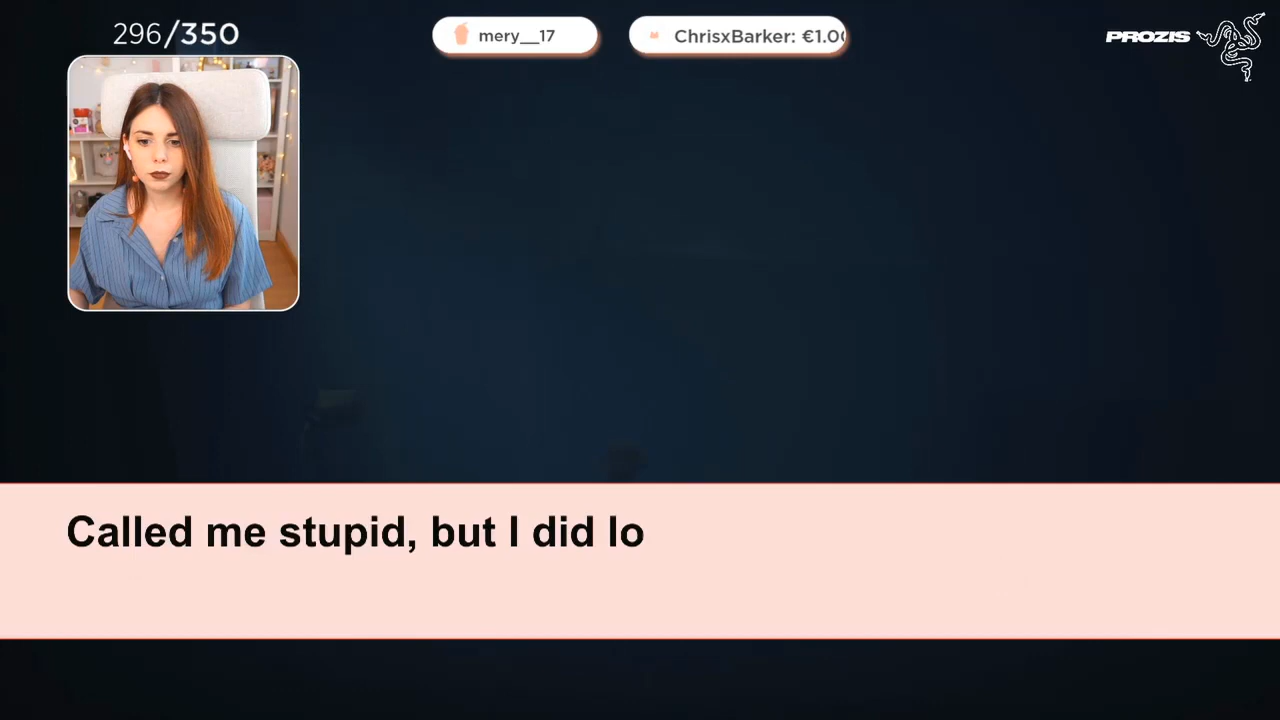 296/350
mery__17
ChrisxBarker: €1.0
PROZIS
Called me stupid, but I did lo